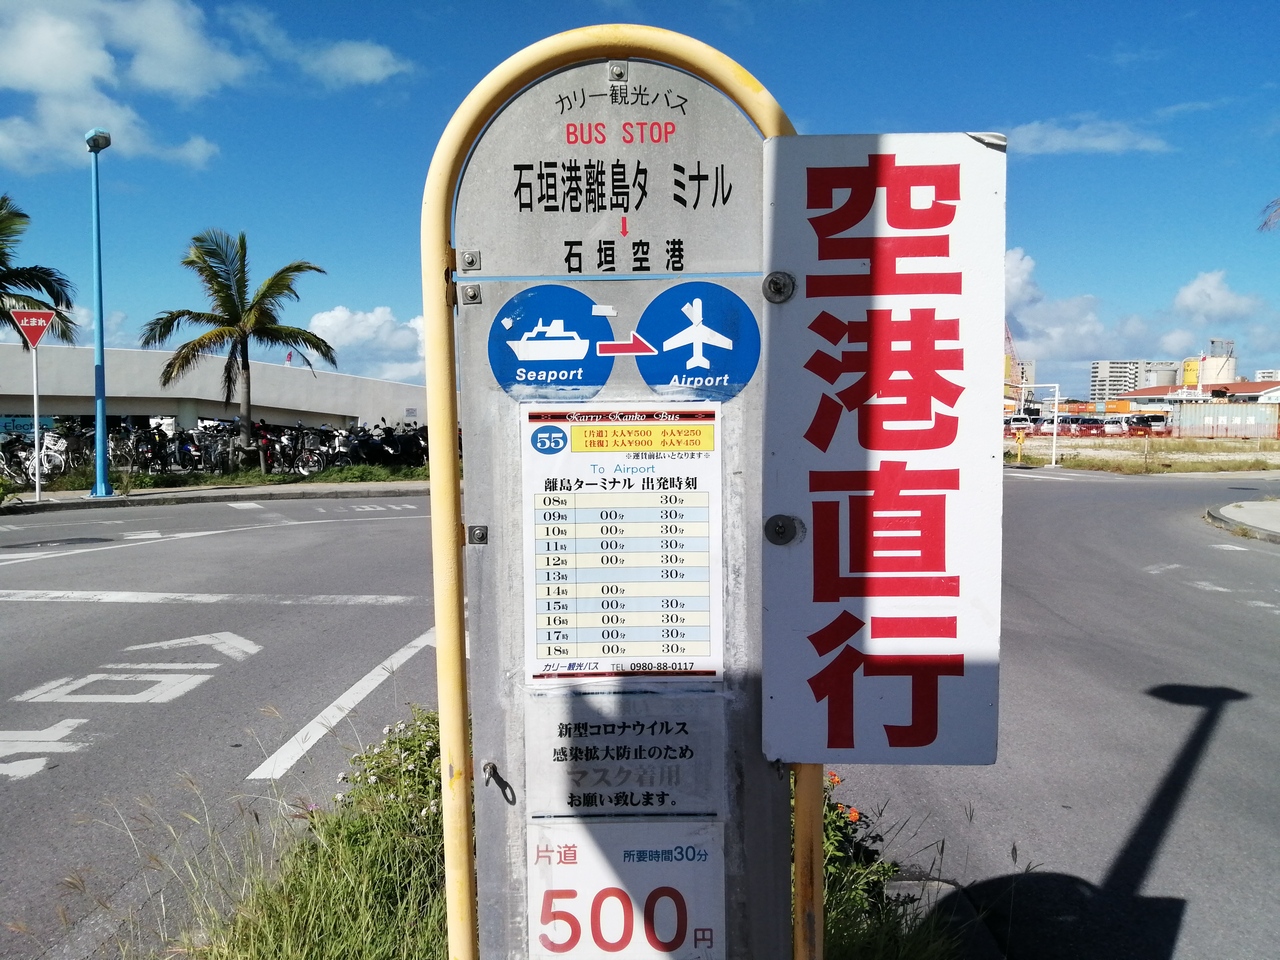 カリー観光バス
BUS STOP
石垣港離島タ ミナル
石垣空港
Seaport
Airport
空港直行
Karry Kanko Bus
55
【片道】大人¥500 小人¥250
【往復】大人¥900 小人¥450
※運賃前払いとなります※
To Airport
離島ターミナル 出発時刻
08時 30分
09時 00分 30分
10時 00分 30分
11時 00分 30分
12時 00分 30分
13時 30分
14時 00分
15時 00分 30分
16時 00分 30分
17時 00分 30分
18時 00分 30分
カリー観光バス TEL 0980-88-0117
新型コロナウイルス
感染拡大防止のため
マスク着用
お願い致します。
片道 所要時間30分
500円
止まれ